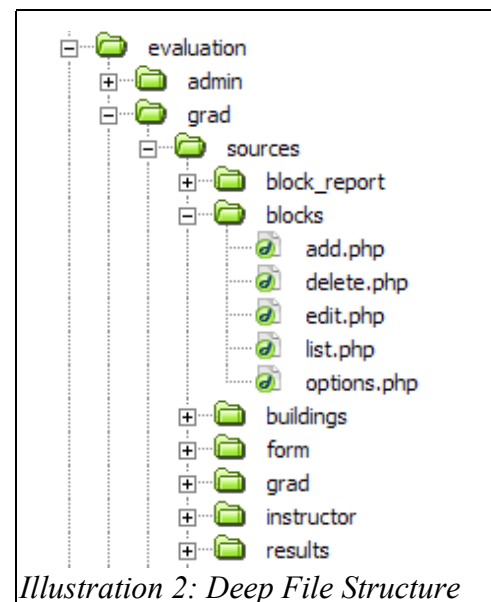 evaluation
admin
grad
sources
block_report
blocks
add.php
delete.php
edit.php
list.php
options.php
buildings
form
grad
instructor
results
Illustration 2: Deep File Structure